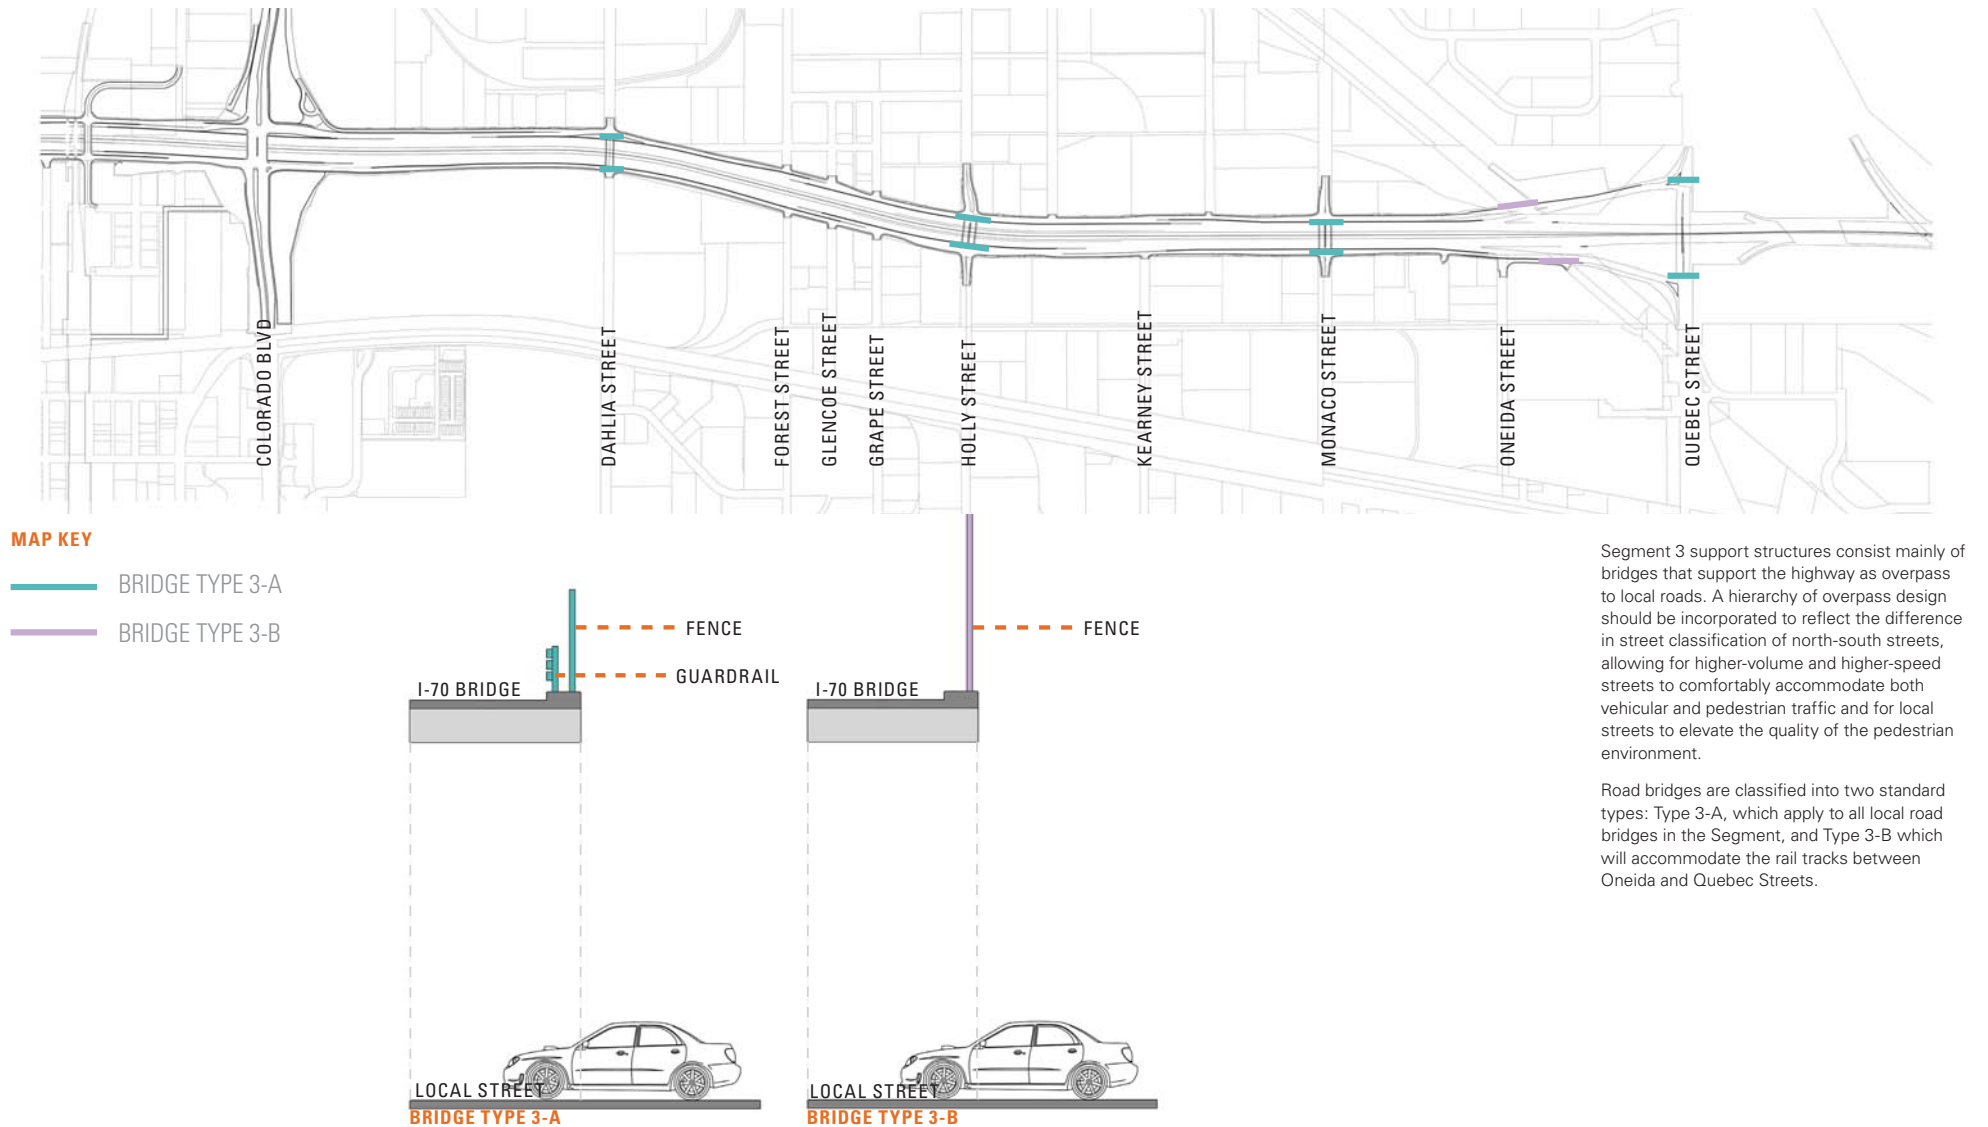 COLORADO BLVD
DAHLIA STREET
FOREST STREET
GLENCOE STREET
GRAPE STREET
HOLLY STREET
KEARNEY STREET
MONACO STREET
ONEIDA STREET
QUEBEC STREET
MAP KEY
BRIDGE TYPE 3-A
BRIDGE TYPE 3-B
FENCE
GUARDRAIL
I-70 BRIDGE
LOCAL STREET
BRIDGE TYPE 3-A
FENCE
I-70 BRIDGE
LOCAL STREET
BRIDGE TYPE 3-B
Segment 3 support structures consist mainly of
bridges that support the highway as overpass
to local roads. A hierarchy of overpass design
should be incorporated to reflect the difference
in street classification of north-south streets,
allowing for higher-volume and higher-speed
streets to comfortably accommodate both
vehicular and pedestrian traffic and for local
streets to elevate the quality of the pedestrian
environment.
Road bridges are classified into two standard
types: Type 3-A, which apply to all local road
bridges in the Segment, and Type 3-B which
will accommodate the rail tracks between
Oneida and Quebec Streets.